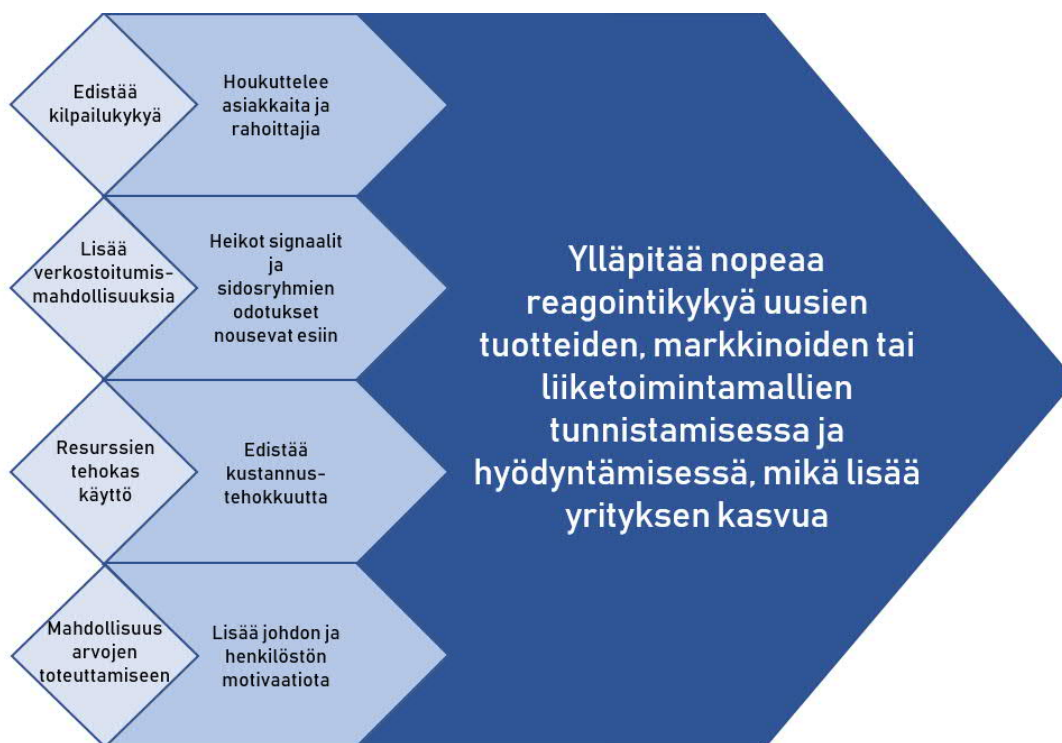 Edistää
kilpailukykyä
Houkuttelee
asiakkaita ja
rahoittajia
Lisää
verkostoitumis-
mahdollisuuksia
Heikot signaalit
ja
sidosryhmien
odotukset
nousevat esiin
Resurssien
tehokas
käyttö
Edistää
kustannus-
tehokkuutta
Mahdollisuus
arvojen
toteuttamiseen
Lisää johdon ja
henkilöstön
motivaatiota
Ylläpitää nopeaa
reagointikykyä uusien
tuotteiden, markkinoiden tai
liiketoimintamallien
tunnistamisessa ja
hyödyntämisessä, mikä lisää
yrityksen kasvua